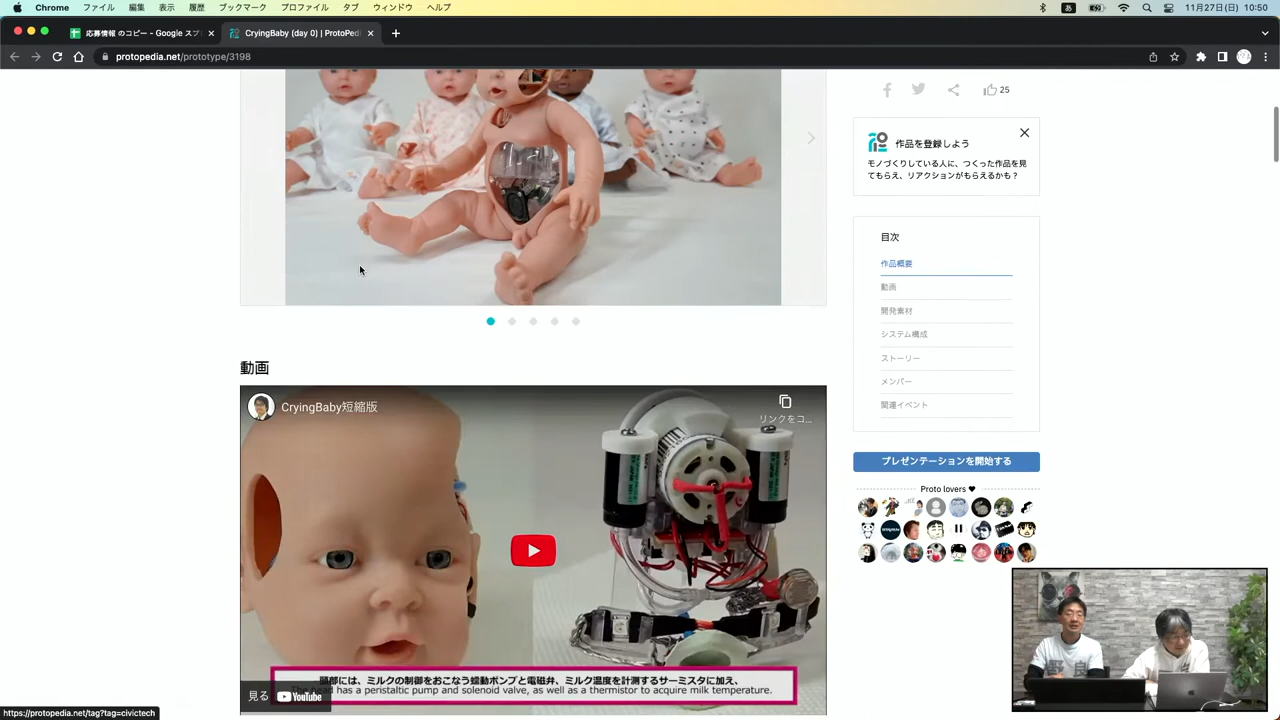 Chrome ファイル 編集 表示 履歴 ブックマーク プロファイル タブ ウィンドウ ヘルプ あ 11月27日(日) 10:50
応募情報 のコピー - Google スプ
CryingBaby (day 0) | ProtoPedi
protopedia.net/prototype/3198
25
作品を登録しよう
モノづくりしている人に、つくった作品を見
てもらえ、リアクションがもらえるかも？
目次
作品概要
動画
開発素材
システム構成
ストーリー
メンバー
関連イベント
プレゼンテーションを開始する
Proto lovers
動画
CryingBaby短縮版
リンクをコ...
頭部には、ミルクの制御をおこなう蠕動ポンプと電磁弁、ミルク温度を計測するサーミスタに加え、
The head has a peristaltic pump and solenoid valve, as well as a thermistor to acquire milk temperature.
見る YouTube
https://protopedia.net/tag?tag=civictech